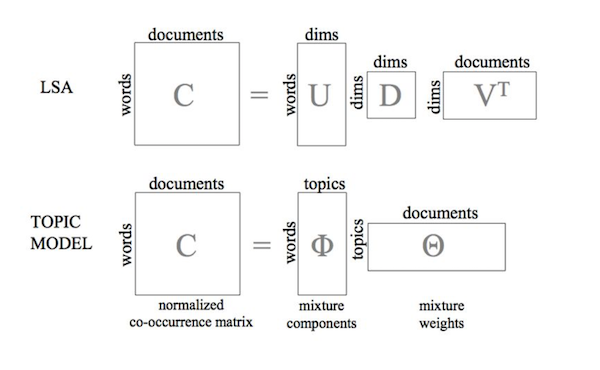 documents dims
dims documents
LSA words C = words U dims D dims VT
documents topics
documents
TOPIC
MODEL words C = words Φ topics Θ
normalized mixture mixture
co-occurrence matrix components weights